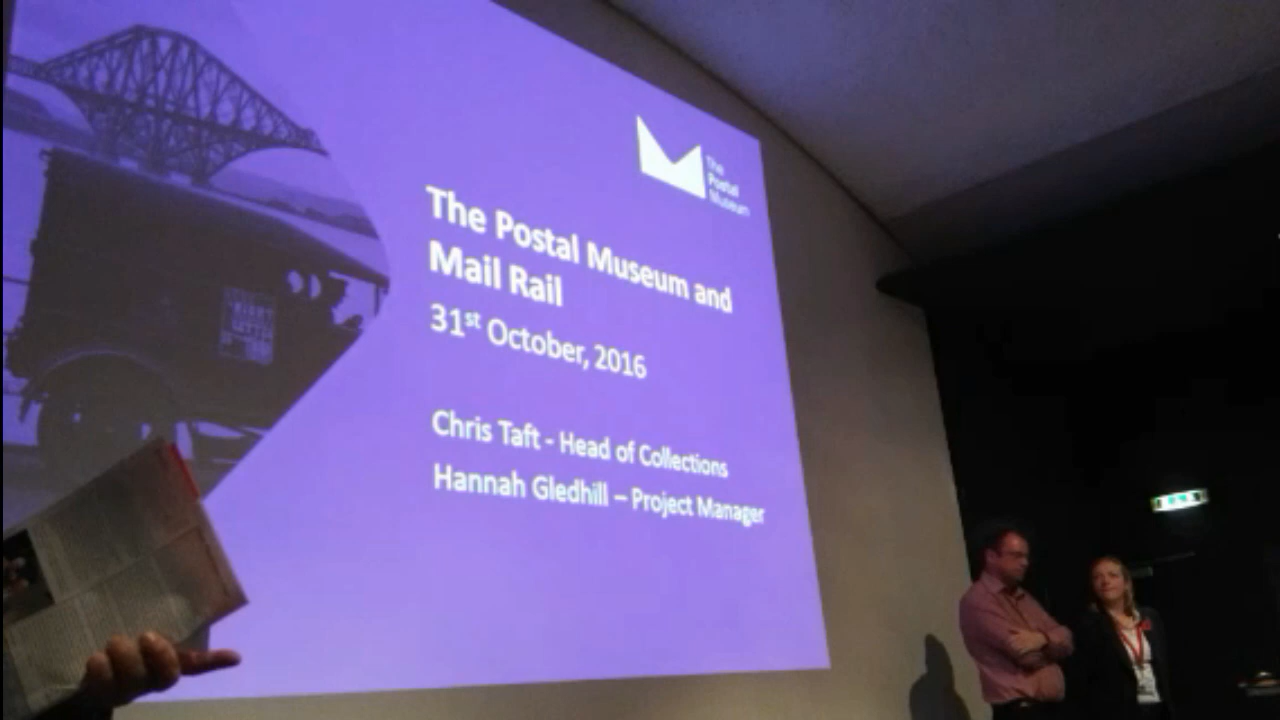 The
Postal
Museum
The Postal Museum and
Mail Rail
31st October, 2016
Chris Taft - Head of Collections
Hannah Gledhill – Project Manager